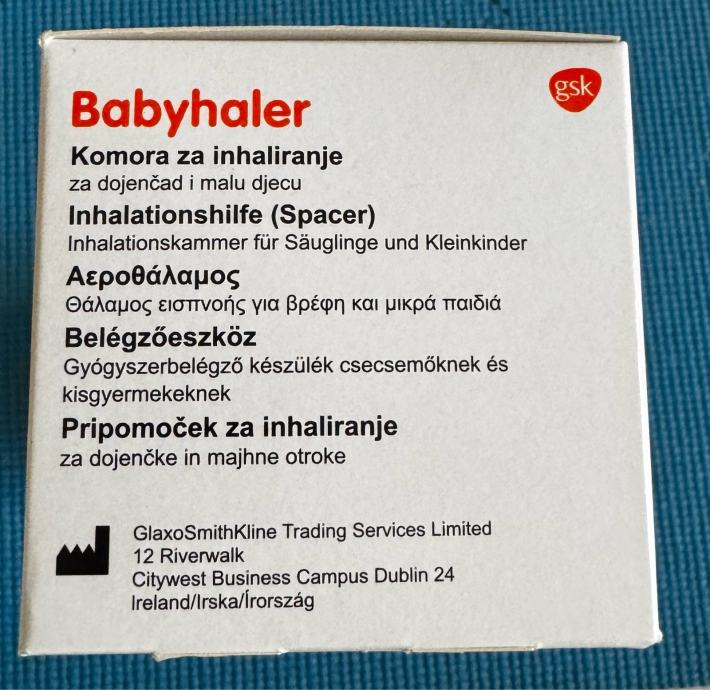 gsk
Babyhaler
Komora za inhaliranje
za dojenčad i malu djecu
Inhalationshilfe (Spacer)
Inhalationskammer für Säuglinge und Kleinkinder
Αεροθάλαμος
Θάλαμος εισπνοής για βρέφη και μικρά παιδιά
Belégzőeszköz
Gyógyszerbelégző készülék csecsemőknek és
kisgyermekeknek
Pripomoček za inhaliranje
za dojenčke in majhne otroke
GlaxoSmithKline Trading Services Limited
12 Riverwalk
Citywest Business Campus Dublin 24
Ireland/Irska/Írország